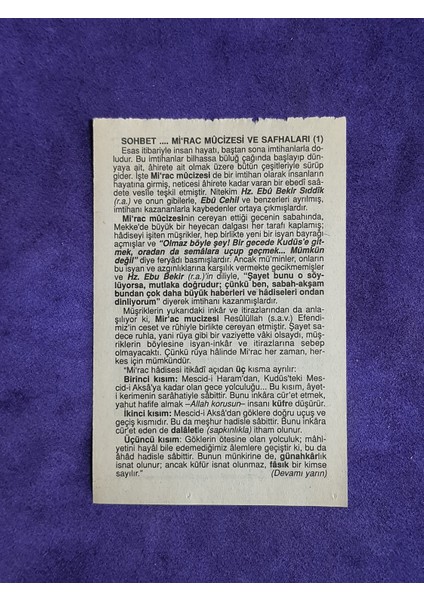 SOHBET .... Mİ'RAC MÛCİZESİ VE SAFHALARI (1)
Esas itibariyle insan hayatı, baştan sona imtihanlarla do-
ludur. Bu imtihanlar bilhassa bülûğ çağında başlayıp dün-
yaya ait, âhirete ait olmak üzere bütün çeşitleriyle sürüp
gider. İşte Mi'rac mûcizesi de bir imtihan olarak insanların
hayatına girmiş, neticesi âhirete kadar varan bir ebedî saâ-
dete vesîle teşkil etmiştir. Nitekim Hz. Ebû Bekir Sıddîk
(r.a.) ve onun gibilerle, Ebû Cehil ve benzerleri ayrılmış,
imtihanı kazananlarla kaybedenler ortaya çıkmışlardır.
Mi'rac mûcizesinin cereyan ettiği gecenin sabahında,
Mekke'de büyük bir heyecan dalgası her tarafı kaplamış;
hâdiseyi işiten müşrikler, hep birlikte yeni bir isyan bayrağı
açmışlar ve "Olmaz böyle şey! Bir gecede Kudüs'e git-
mek, oradan da semâlara uçup geçmek... Mümkün
değil" diye feryâdı basmışlardır. Ancak mü'minler, onların
bu isyan ve azgınlıklarına karşılık vermekte gecikmemişler
ve Hz. Ebu Bekir (r.a.)'in diliyle, "Şayet bunu o söy-
lüyorsa, mutlaka doğrudur; çünkü ben, sabah-akşam
bundan çok daha büyük haberleri ve hâdiseleri ondan
dinliyorum" diyerek imtihanı kazanmışlardır.
Müşriklerin yukarıdaki inkâr ve itirazlarından da anla-
şılıyor ki, Mir'ac mucizesi Resûlüllah (s.a.v.) Efendi-
miz'in ceset ve rûhiyle birlikte cereyan etmiştir. Şayet sa-
dece ruhla, yani rüya gibi bir vaziyette vâki olsaydı, müş-
riklerin böylesine isyan-inkâr ve itirazlarına sebep
olmayacaktı. Çünkü rüya hâlinde Mi'rac her zaman, her-
kes için mümkündür.
"Mi'rac hâdisesi itikâdî açıdan üç kısma ayrılır:
Birinci kısım: Mescid-i Haram'dan, Kudüs'teki Mes-
cid-i Aksâ'ya kadar olan gece yolculuğu... Bu kısım, âyet-
i kerimenin sarâhatiyle sâbittir. Bunu inkâra cür'et etmek,
yahut hafife almak –Allah korusun– insanı küfre düşürür.
İkinci kısım: Mescid-i Aksâ'dan göklere doğru uçuş ve
geçiş kısmıdır. Bu da meşhur hadisle sâbittir. Bunu inkâra
cür'et eden de dalâletle (sapkınlıkla) itham olunur.
Üçüncü kısım: Göklerin ötesine olan yolculuk; mâhi-
yetini hayâl bile edemediğimiz âlemlere geçiştir ki, bu da
âhâd hadisle sâbittir. Bunun münkirine de, günahkârlık
isnat olunur; ancak küfür isnat olunmaz, fâsık bir kimse
sayılır." (Devamı yarın)